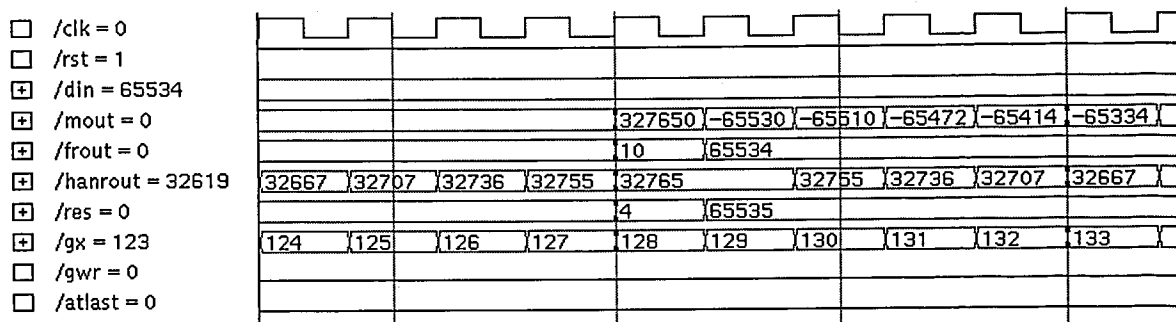 /clk = 0
/rst = 1
/din = 65534
/mout = 0 327650 -65530 -65510 -65472 -65414 -65334
/frout = 0 10 65534
/hanrout = 32619 32667 32707 32736 32755 32765 32755 32736 32707 32667
/res = 0 4 65535
/gx = 123 124 125 126 127 128 129 130 131 132 133
/gwr = 0
/atlast = 0